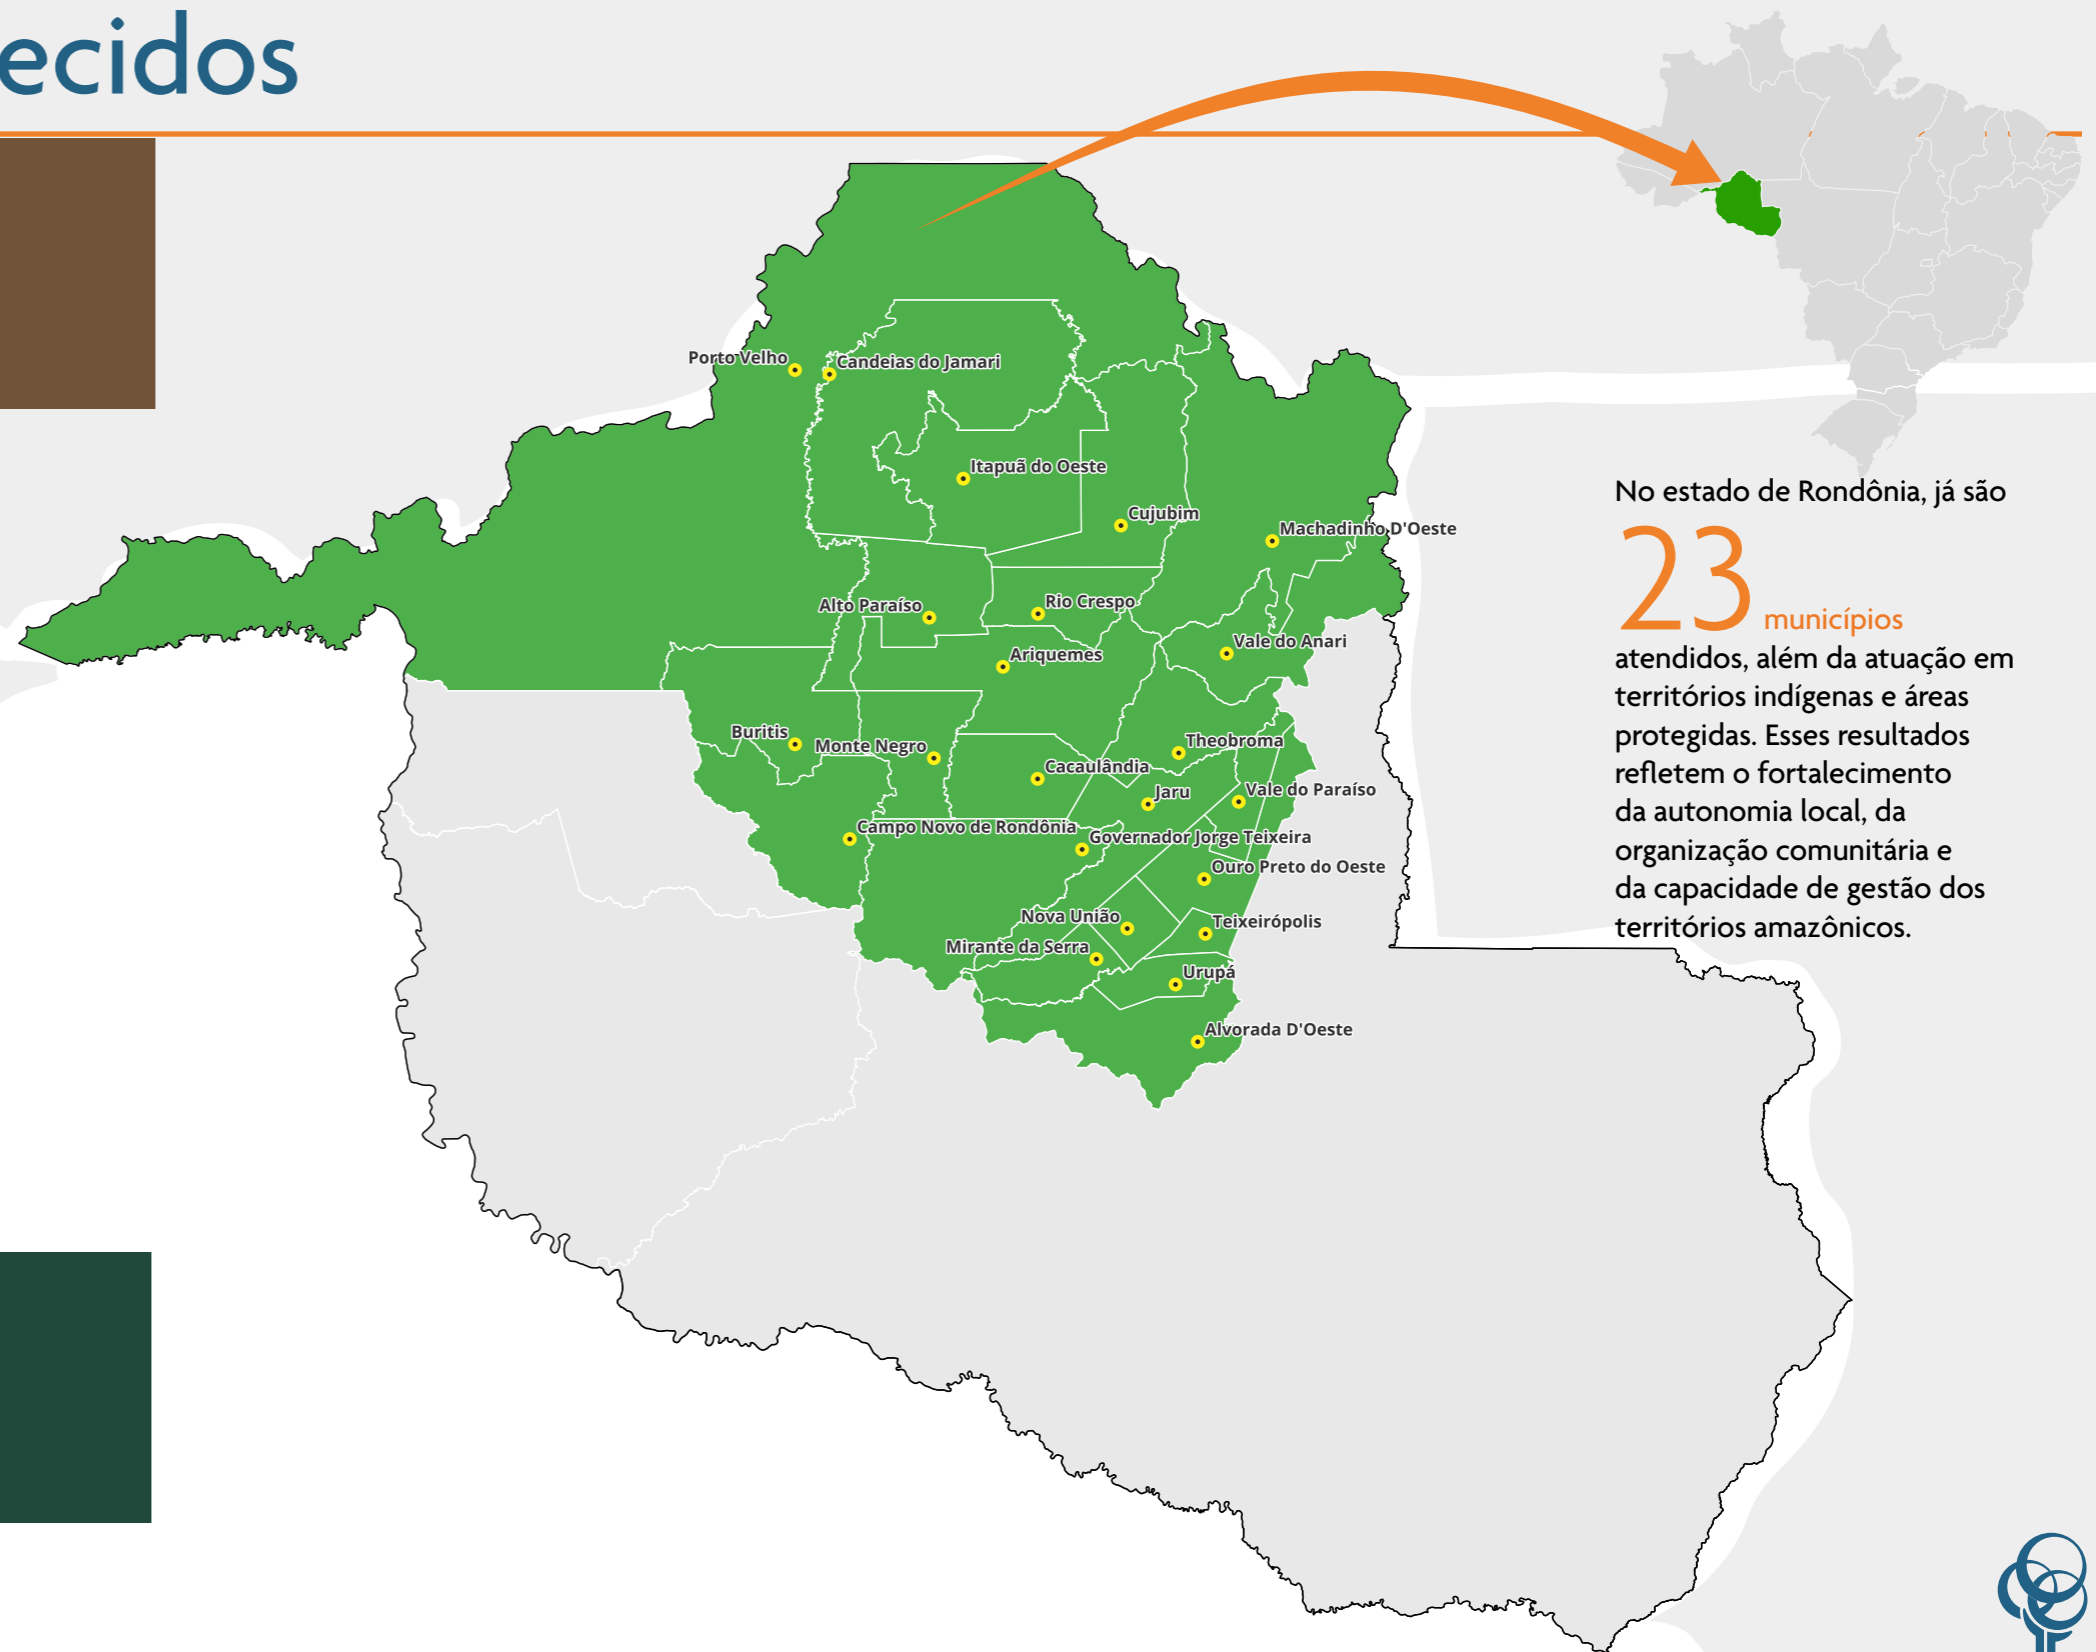 ecidos
Porto Velho
Candeias do Jamari
Itapuã do Oeste
Cujubim
Machadinho D'Oeste
Alto Paraíso
Rio Crespo
Vale do Anari
Ariquemes
Buritis
Monte Negro
Theobroma
Cacaulândia
Jaru
Vale do Paraíso
Campo Novo de Rondônia
Governador Jorge Teixeira
Ouro Preto do Oeste
Nova União
Teixeirópolis
Mirante da Serra
Urupá
Alvorada D'Oeste
No estado de Rondônia, já são
23 municípios
atendidos, além da atuação em
territórios indígenas e áreas
protegidas. Esses resultados
refletem o fortalecimento
da autonomia local, da
organização comunitária e
da capacidade de gestão dos
territórios amazônicos.